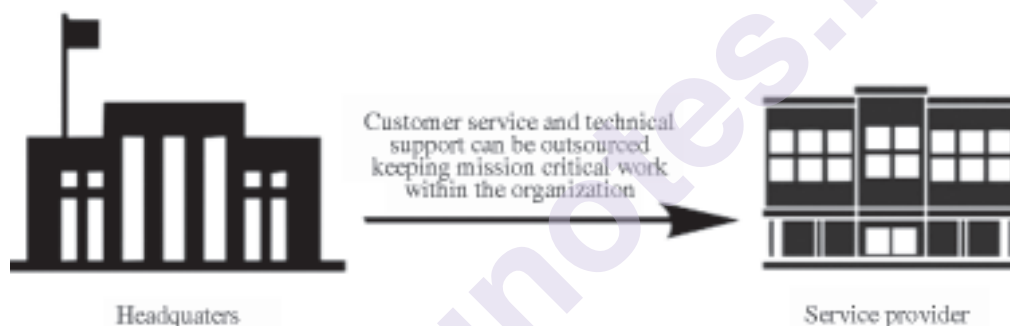 Customer service and technical
support can be outsourced
keeping mission critical work
within the organization
Headquaters
Service provider